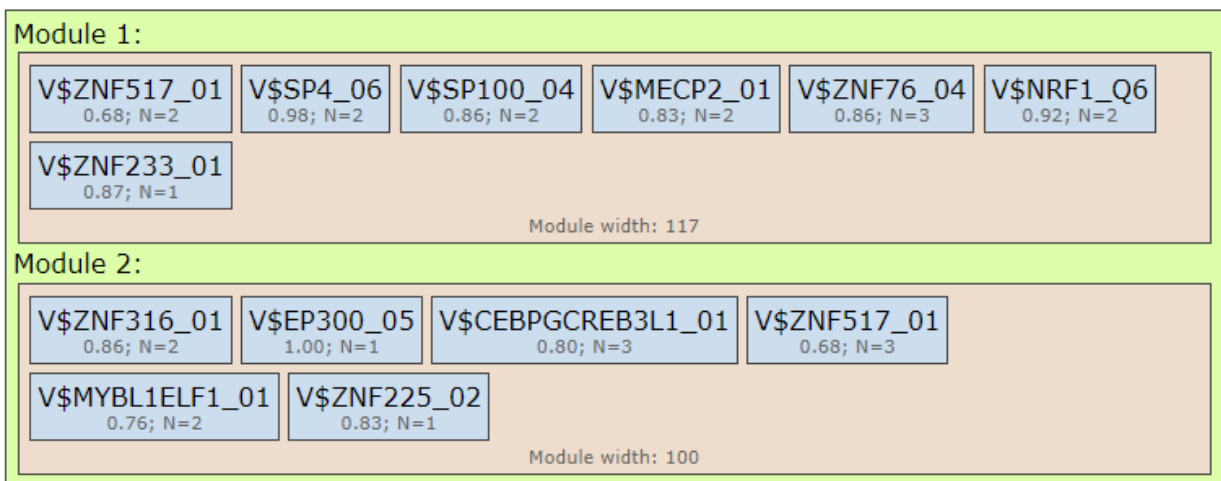 Module 1:
V$ZNF517_01 V$SP4_06 V$SP100_04 V$MECP2_01 V$ZNF76_04 V$NRF1_Q6
0.68; N=2 0.98; N=2 0.86; N=2 0.83; N=2 0.86; N=3 0.92; N=2
V$ZNF233_01
0.87; N=1
Module width: 117
Module 2:
V$ZNF316_01 V$EP300_05 V$CEBPGCREB3L1_01 V$ZNF517_01
0.86; N=2 1.00; N=1 0.80; N=3 0.68; N=3
V$MYBL1ELF1_01 V$ZNF225_02
0.76; N=2 0.83; N=1
Module width: 100